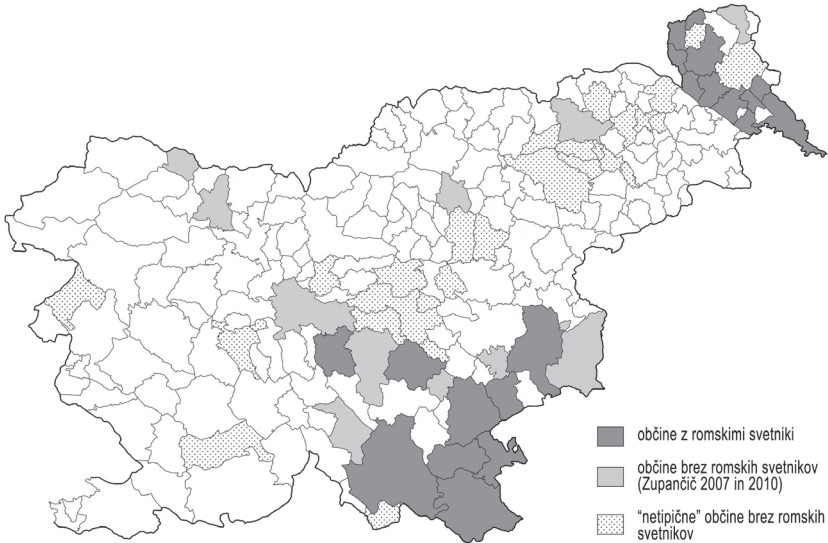 občine z romskimi svetniki
občine brez romskih svetnikov
(Zupančič 2007 in 2010)
"netipične" občine brez romskih
svetnikov